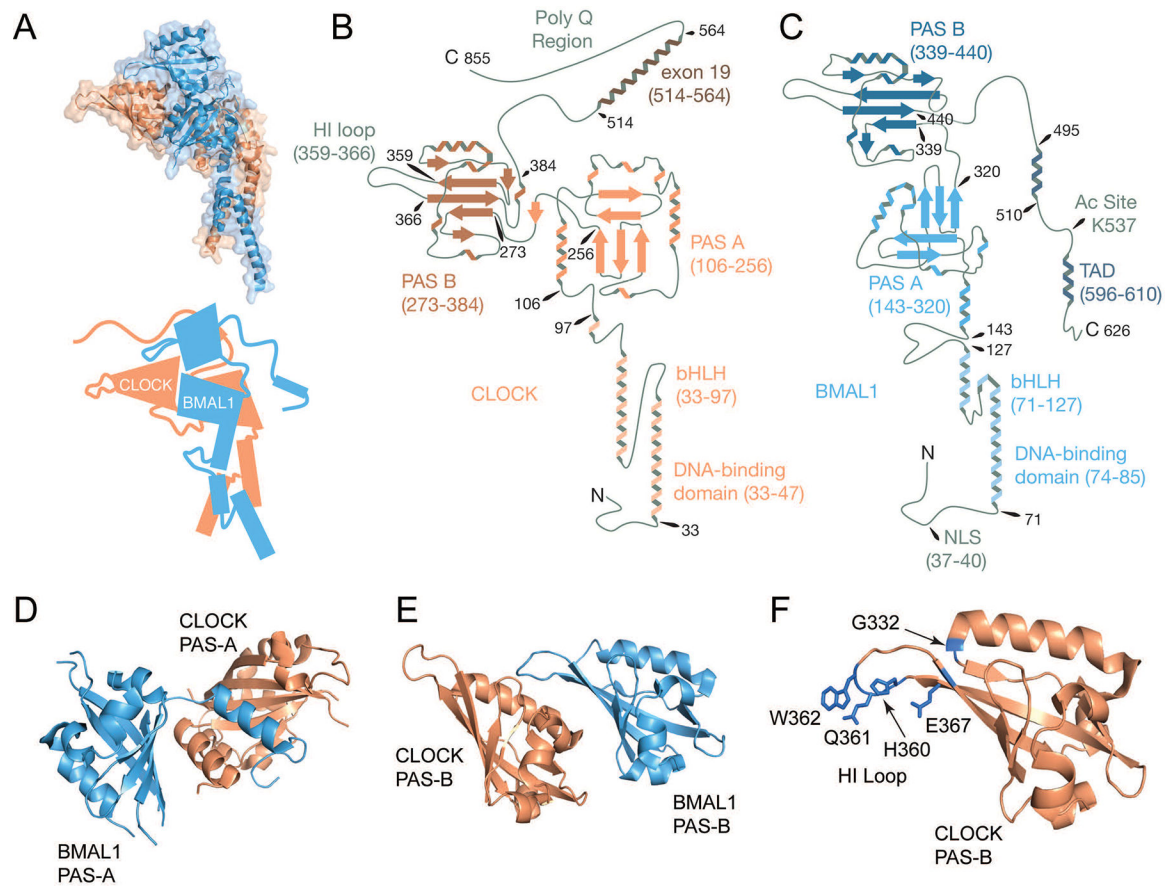 A
CLOCK
BMAL1
B
Poly Q
Region
C 855
564
exon 19
(514-564)
514
HI loop
(359-366)
359
384
366
273
256
PAS A
(106-256)
PAS B
(273-384)
106
97
CLOCK
bHLH
(33-97)
DNA-binding
domain (33-47)
N
33
C
PAS B
(339-440)
440
339
495
320
510
Ac Site
K537
PAS A
(143-320)
TAD
(596-610)
C 626
143
127
BMAL1
bHLH
(71-127)
DNA-binding
domain (74-85)
N
71
NLS
(37-40)
D
CLOCK
PAS-A
BMAL1
PAS-A
E
CLOCK
PAS-B
BMAL1
PAS-B
F
G332
W362
Q361
H360
E367
HI Loop
CLOCK
PAS-B